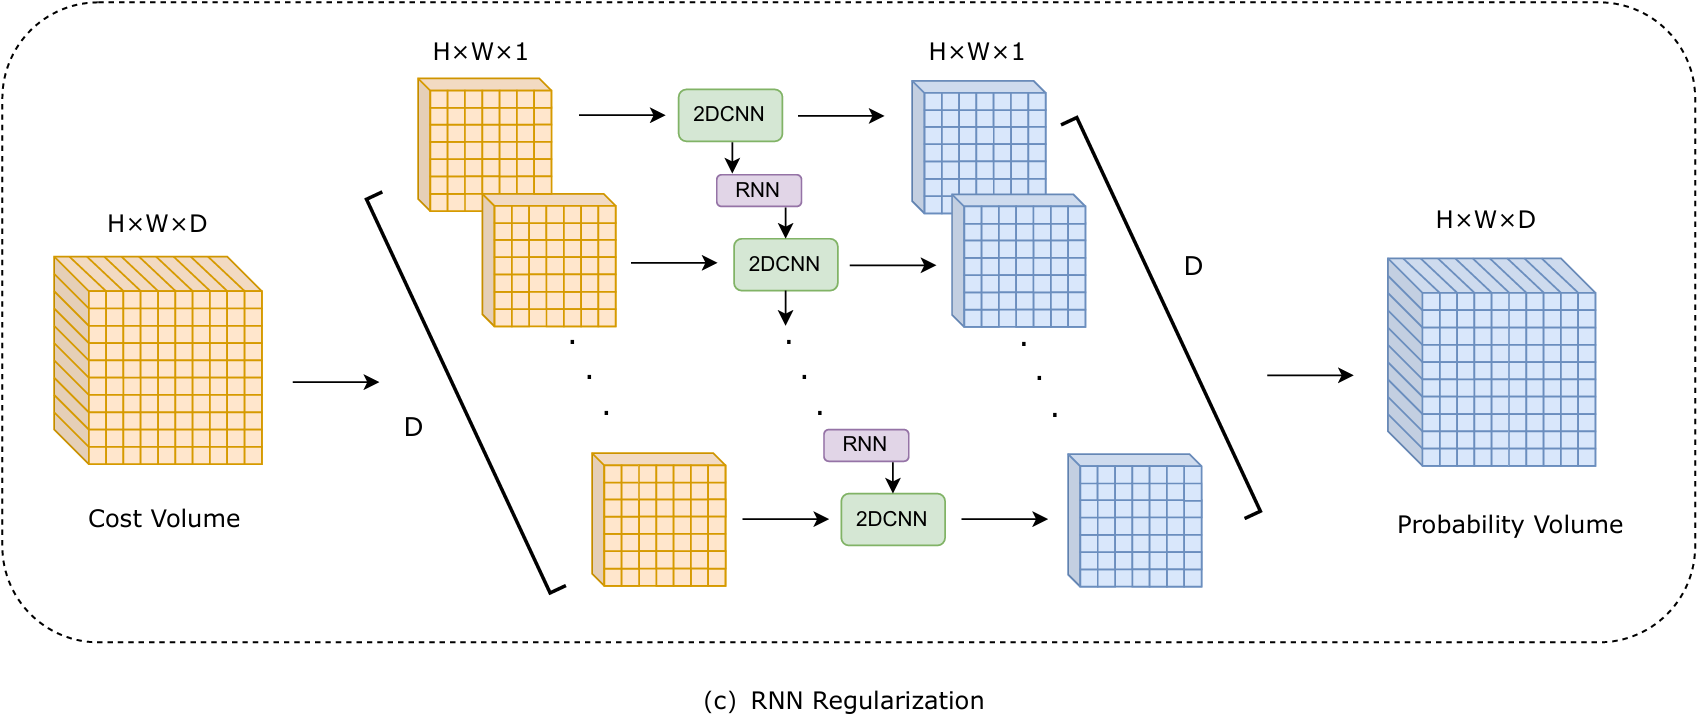 H×W×1
H×W×1
2DCNN
RNN
H×W×D
H×W×D
2DCNN
D
D
RNN
2DCNN
Cost Volume
Probability Volume
(c) RNN Regularization